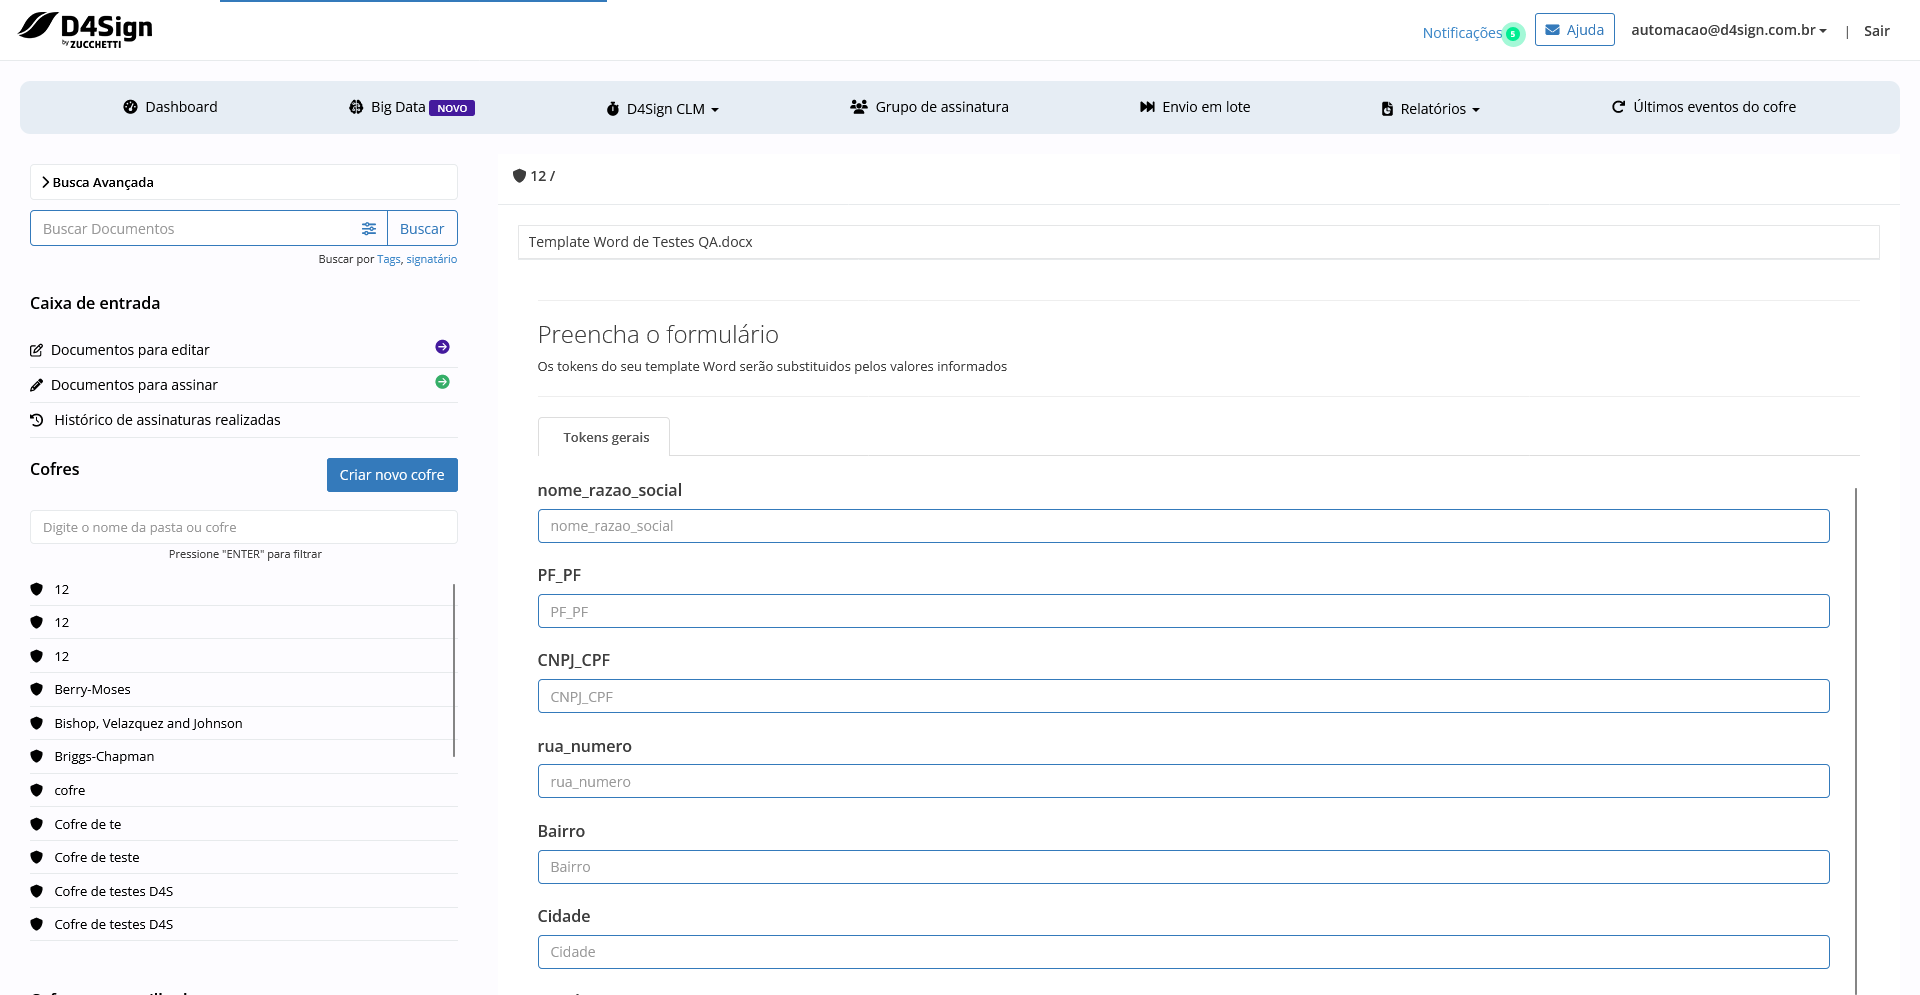 D4Sign
by ZUCCHETTI
Notificações 5
Ajuda
automacao@d4sign.com.br
|
Sair
Dashboard
Big Data NOVO
D4Sign CLM
Grupo de assinatura
Envio em lote
Relatórios
Últimos eventos do cofre
Busca Avançada
Buscar Documentos
Buscar
Buscar por Tags, signatário
Caixa de entrada
Documentos para editar
Documentos para assinar
Histórico de assinaturas realizadas
Cofres
Criar novo cofre
Digite o nome da pasta ou cofre
Pressione "ENTER" para filtrar
12
12
12
Berry-Moses
Bishop, Velazquez and Johnson
Briggs-Chapman
cofre
Cofre de te
Cofre de teste
Cofre de testes D4S
Cofre de testes D4S
12 /
Template Word de Testes QA.docx
Preencha o formulário
Os tokens do seu template Word serão substituidos pelos valores informados
Tokens gerais
nome_razao_social
nome_razao_social
PF_PF
PF_PF
CNPJ_CPF
CNPJ_CPF
rua_numero
rua_numero
Bairro
Bairro
Cidade
Cidade